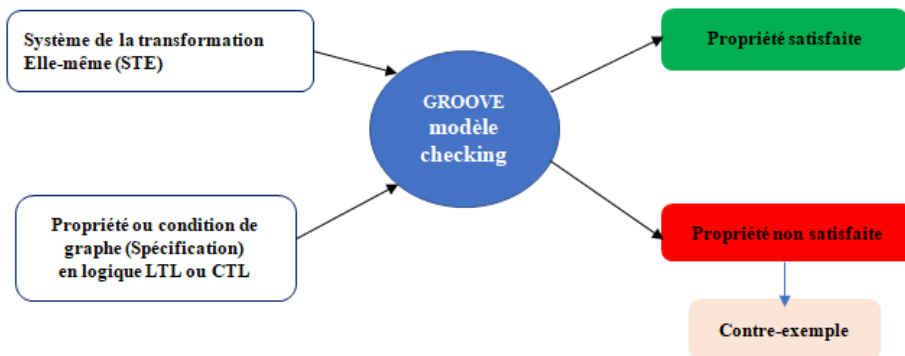 Système de la transformation
Elle-même (STE)
Propriété satisfaite
GROOVE
modèle
checking
Propriété ou condition de
graphe (Spécification)
en logique LTL ou CTL
Propriété non satisfaite
Contre-exemple